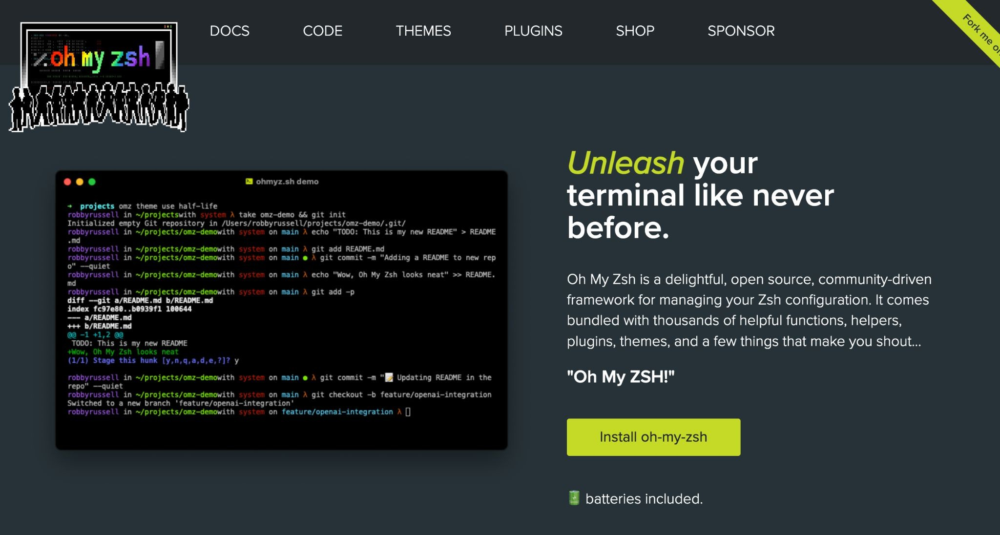 oh my zsh
DOCS
CODE
THEMES
PLUGINS
SHOP
SPONSOR
Fork me on
ohmyz.sh demo
➜  projects omz theme use half-life
robbyrussell in ~/projectswith system λ take omz-demo && git init
Initialized empty Git repository in /Users/robbyrussell/projects/omz-demo/.git/
robbyrussell in ~/projects/omz-demowith system on main λ echo "TODO: This is my new README" > README
.md
robbyrussell in ~/projects/omz-demowith system on main λ git add README.md
robbyrussell in ~/projects/omz-demowith system on main ● λ git commit -m "Adding a README to new rep
o" --quiet
robbyrussell in ~/projects/omz-demowith system on main λ echo "Wow, Oh My Zsh looks neat" >> README.
md
robbyrussell in ~/projects/omz-demowith system on main λ git add -p
diff --git a/README.md b/README.md
index fc97e80..b0939f1 100644
--- a/README.md
+++ b/README.md
@@ -1 +1,2 @@
 TODO: This is my new README
+Wow, Oh My Zsh looks neat
(1/1) Stage this hunk [y,n,q,a,d,e,?]? y
robbyrussell in ~/projects/omz-demowith system on main ● λ git commit -m "📝 Updating README in the
repo" --quiet
robbyrussell in ~/projects/omz-demowith system on main λ git checkout -b feature/openai-integration
Switched to a new branch 'feature/openai-integration'
robbyrussell in ~/projects/omz-demowith system on feature/openai-integration λ
Unleash your
terminal like never
before.
Oh My Zsh is a delightful, open source, community-driven
framework for managing your Zsh configuration. It comes
bundled with thousands of helpful functions, helpers,
plugins, themes, and a few things that make you shout...
"Oh My ZSH!"
Install oh-my-zsh
🔋 batteries included.